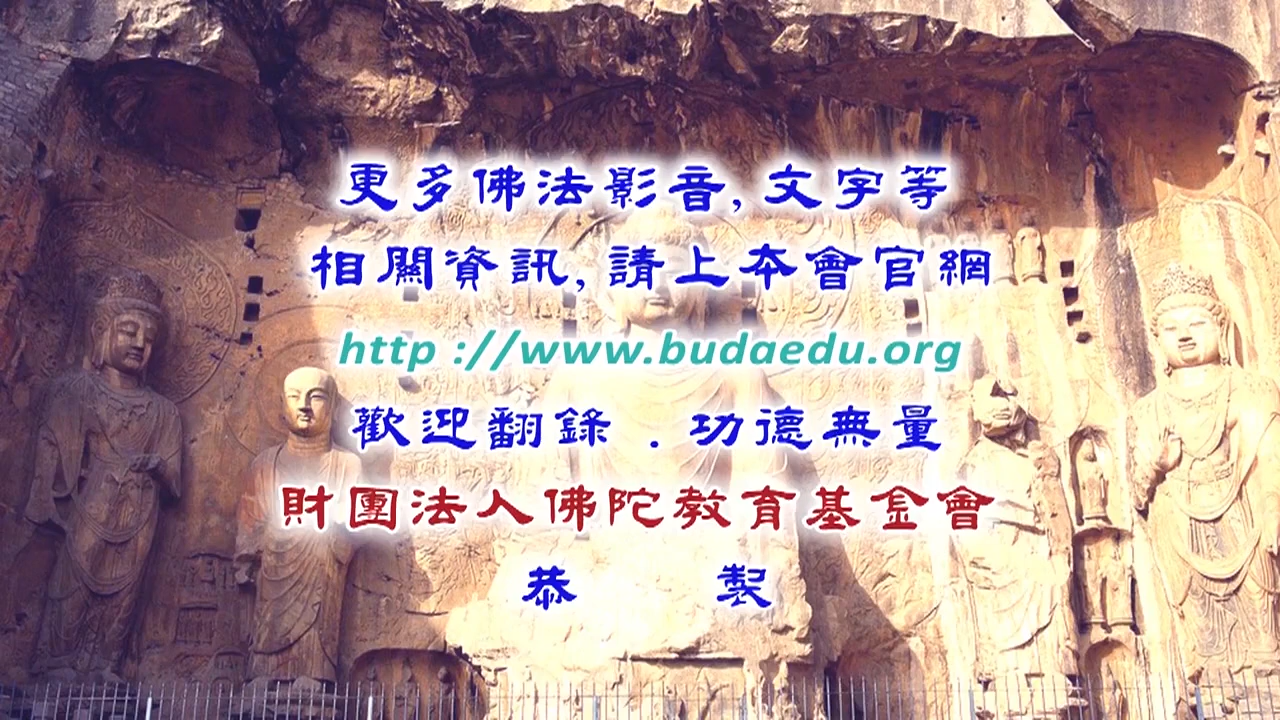 更多佛法影音,文字等
相關資訊,請上本會官網
http ://www.budaedu.org
歡迎翻錄 . 功德無量
財團法人佛陀教育基金會
恭 製